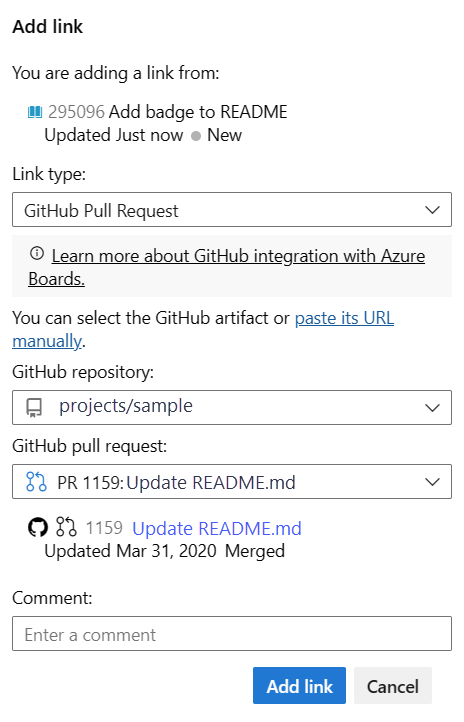 Add link
You are adding a link from:
295096 Add badge to README
Updated Just now New
Link type:
GitHub Pull Request
Learn more about GitHub integration with Azure
Boards.
You can select the GitHub artifact or paste its URL
manually.
GitHub repository:
projects/sample
GitHub pull request:
PR 1159: Update README.md
1159 Update README.md
Updated Mar 31, 2020 Merged
Comment:
Enter a comment
Add link Cancel